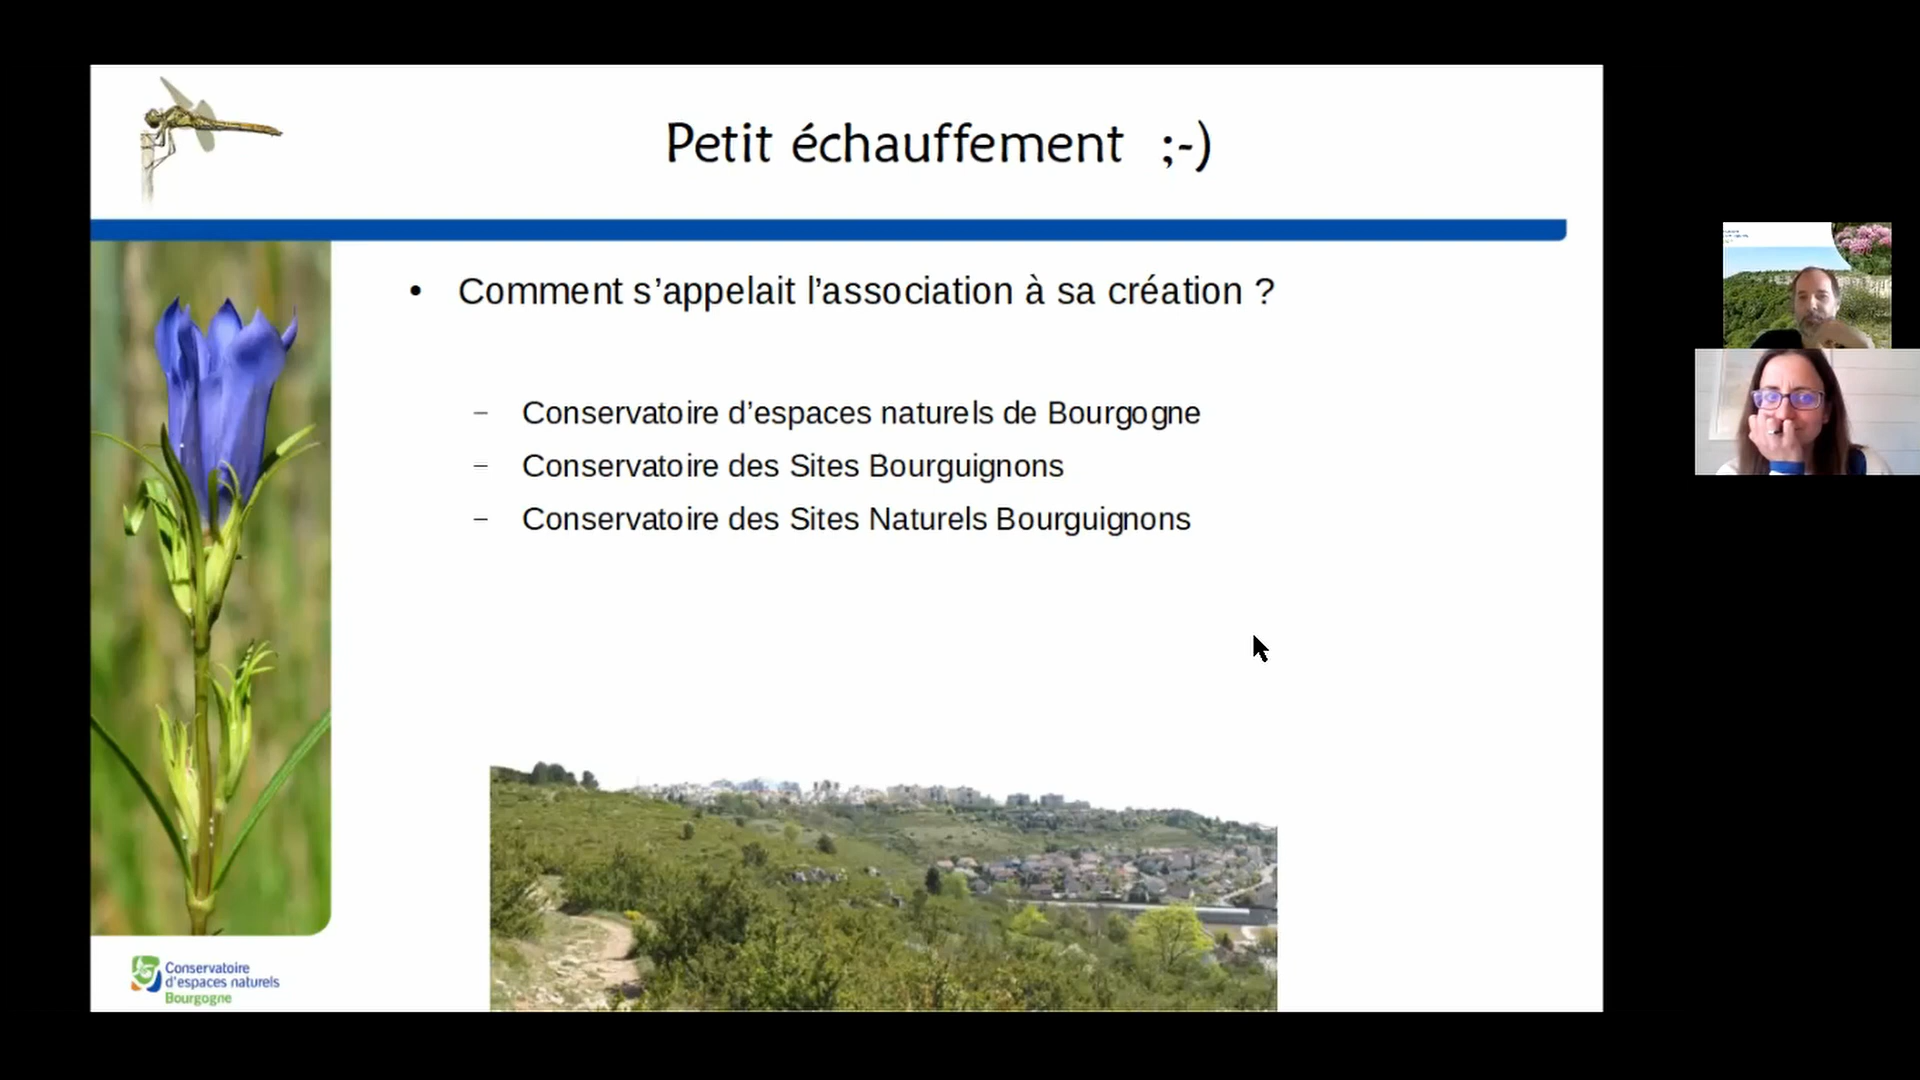 Petit échauffement ;-)
• Comment s’appelait l’association à sa création ?
– Conservatoire d’espaces naturels de Bourgogne
– Conservatoire des Sites Bourguignons
– Conservatoire des Sites Naturels Bourguignons
Conservatoire
d'espaces naturels
Bourgogne